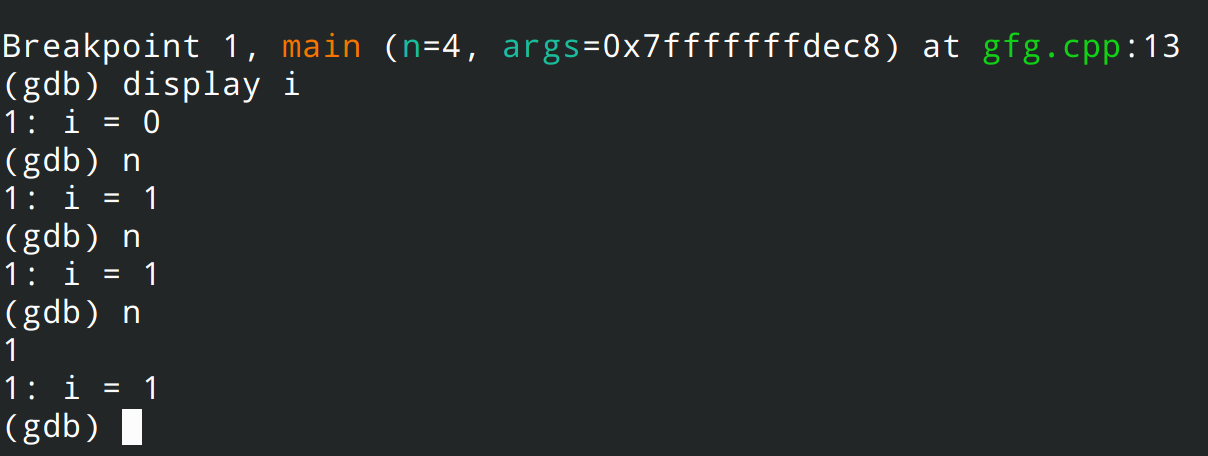 Breakpoint 1, main (n=4, args=0x7fffffffdec8) at gfg.cpp:13
(gdb) display i
1: i = 0
(gdb) n
1: i = 1
(gdb) n
1: i = 1
(gdb) n
1
1: i = 1
(gdb)